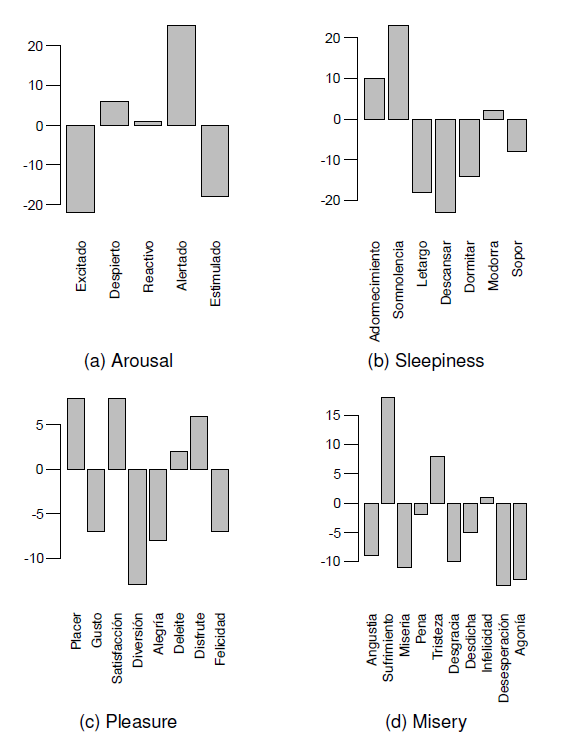 20
10
0
-10
-20
Excitado
Despierto
Reactivo
Alertado
Estimulado
(a) Arousal
20
10
0
-10
-20
Adormecimiento
Somnolencia
Letargo
Descansar
Dormitar
Modorra
Sopor
(b) Sleepiness
5
0
-5
-10
Placer
Gusto
Satisfacción
Diversión
Alegría
Deleite
Disfrute
Felicidad
(c) Pleasure
15
10
5
0
-5
-10
Angustia
Sufrimiento
Miseria
Pena
Tristeza
Desgracia
Desdicha
Infelicidad
Desesperación
Agonía
(d) Misery